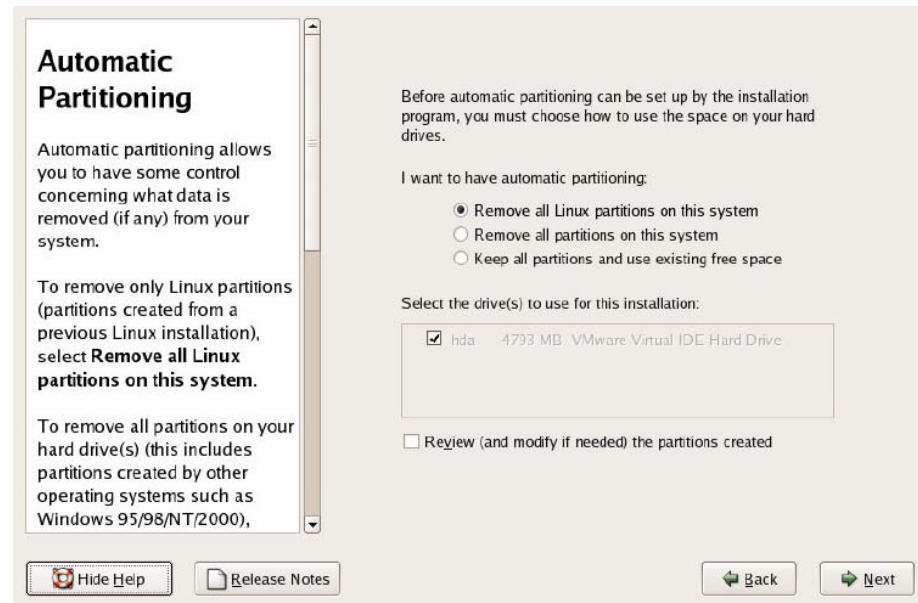 Automatic
Partitioning
Automatic partitioning allows
you to have some control
concerning what data is
removed (if any) from your
system.
To remove only Linux partitions
(partitions created from a
previous Linux installation),
select Remove all Linux
partitions on this system.
To remove all partitions on your
hard drive(s) (this includes
partitions created by other
operating systems such as
Windows 95/98/NT/2000),
Before automatic partitioning can be set up by the installation
program, you must choose how to use the space on your hard
drives.
I want to have automatic partitioning:
Remove all Linux partitions on this system
Remove all partitions on this system
Keep all partitions and use existing free space
Select the drive(s) to use for this installation:
hda 4793 MB VMware Virtual IDE Hard Drive
Review (and modify if needed) the partitions created
Hide Help
Release Notes
Back
Next